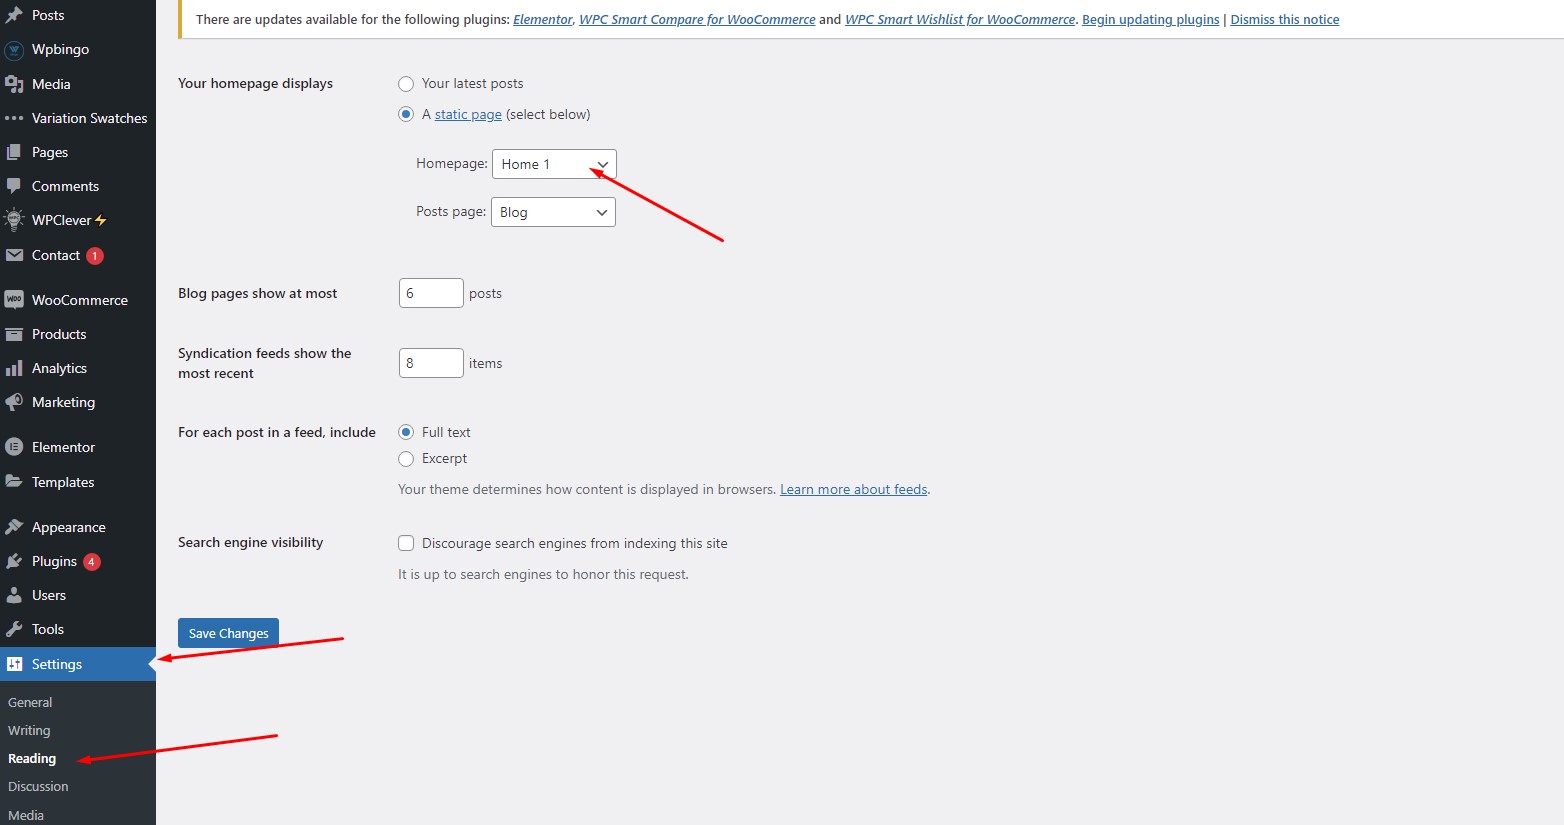 There are updates available for the following plugins: Elementor, WPC Smart Compare for WooCommerce and WPC Smart Wishlist for WooCommerce. Begin updating plugins | Dismiss this notice
Posts
Wpbingo
Media
Variation Swatches
Pages
Comments
WPClever⚡
Contact 1
WooCommerce
Products
Analytics
Marketing
Elementor
Templates
Appearance
Plugins 4
Users
Tools
Settings
General
Writing
Reading
Discussion
Media
Your homepage displays
Your latest posts
A static page (select below)
Homepage: Home 1
Posts page: Blog
Blog pages show at most
6 posts
Syndication feeds show the
most recent
8 items
For each post in a feed, include
Full text
Excerpt
Your theme determines how content is displayed in browsers. Learn more about feeds.
Search engine visibility
Discourage search engines from indexing this site
It is up to search engines to honor this request.
Save Changes